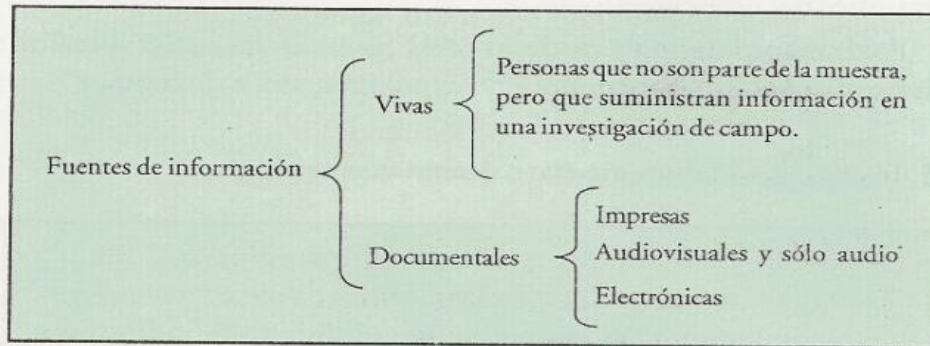 Personas que no son parte de la muestra,
Vivas
pero que suministran información en
una investigación de campo.
Fuentes de información
Impresas
Documentales
Audiovisuales y sólo audio
Electrónicas